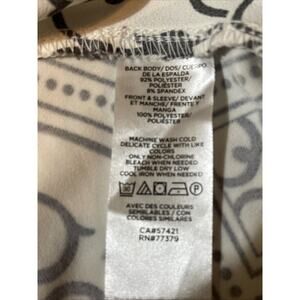 BACK BODY/ DOS/ CUERPO
DE LA ESPALDA
92% POLYESTER/
POLIÉSTER
8% SPANDEX
FRONT & SLEEVE/ DEVANT
ET MANCHE/ FRENTE Y
MANGA
100% POLYESTER/
POLIÉSTER
MACHINE WASH COLD
DELICATE CYCLE WITH LIKE
COLORS
ONLY NON-CHLORINE
BLEACH WHEN NEEDED
TUMBLE DRY LOW
COOL IRON WHEN NEEDED
AVEC DES COULEURS
SEMBLABLES / CON
COLORES SIMILARES
CA#57421
RN#77379